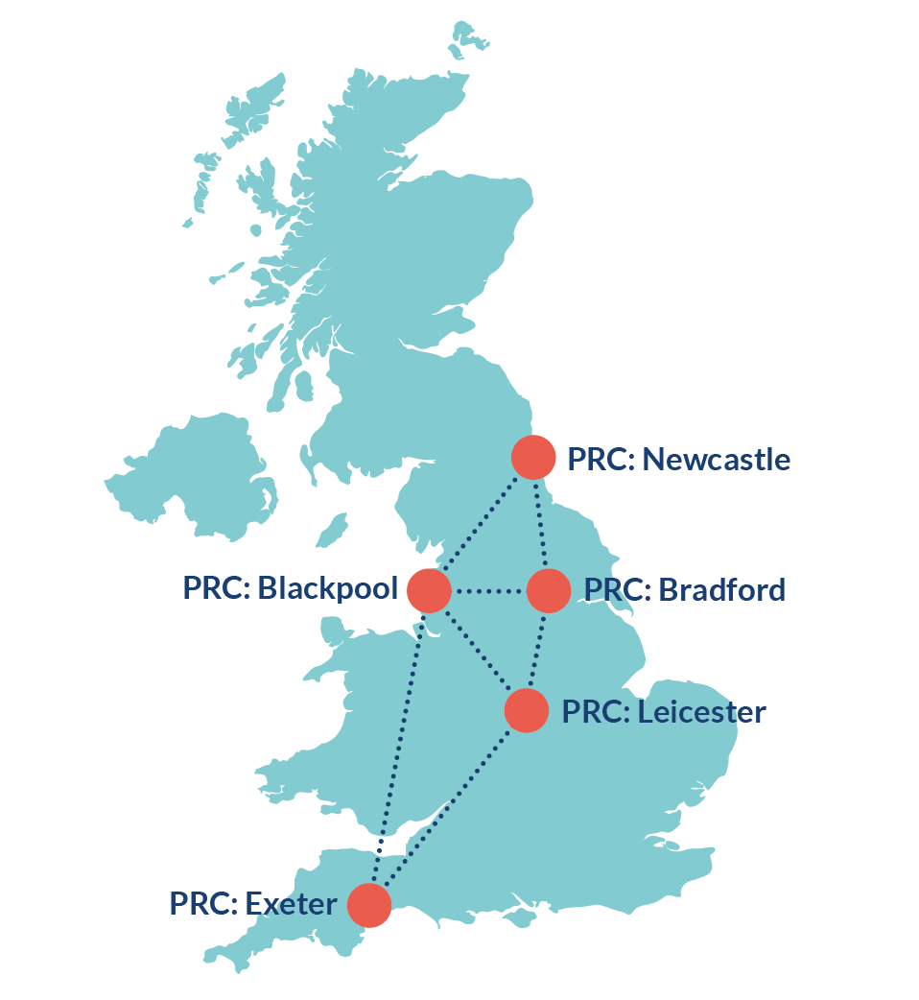 PRC: Newcastle
PRC: Blackpool
PRC: Bradford
PRC: Leicester
PRC: Exeter